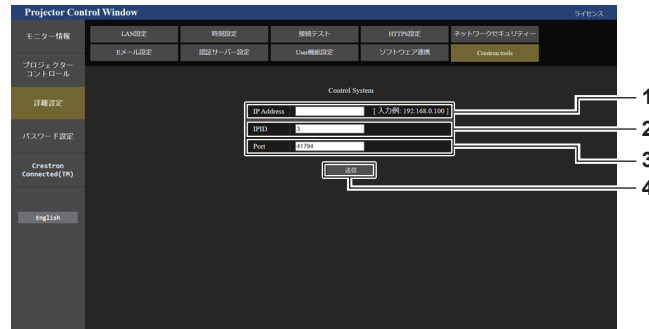 Projector Control Window
ライセンス
モニター情報
プロジェクター
コントロール
詳細設定
パスワード設定
Crestron
Connected(TM)
English
LAN設定
時刻設定
接続テスト
HTTPS設定
ネットワークセキュリティー
Eメール設定
認証サーバー設定
User機能設定
ソフトウェア連携
Crestron tools
Control System
IP Address
[ 入力例: 192.168.0.100 ]
1
IPID 3
2
Port 41794
3
送信
4